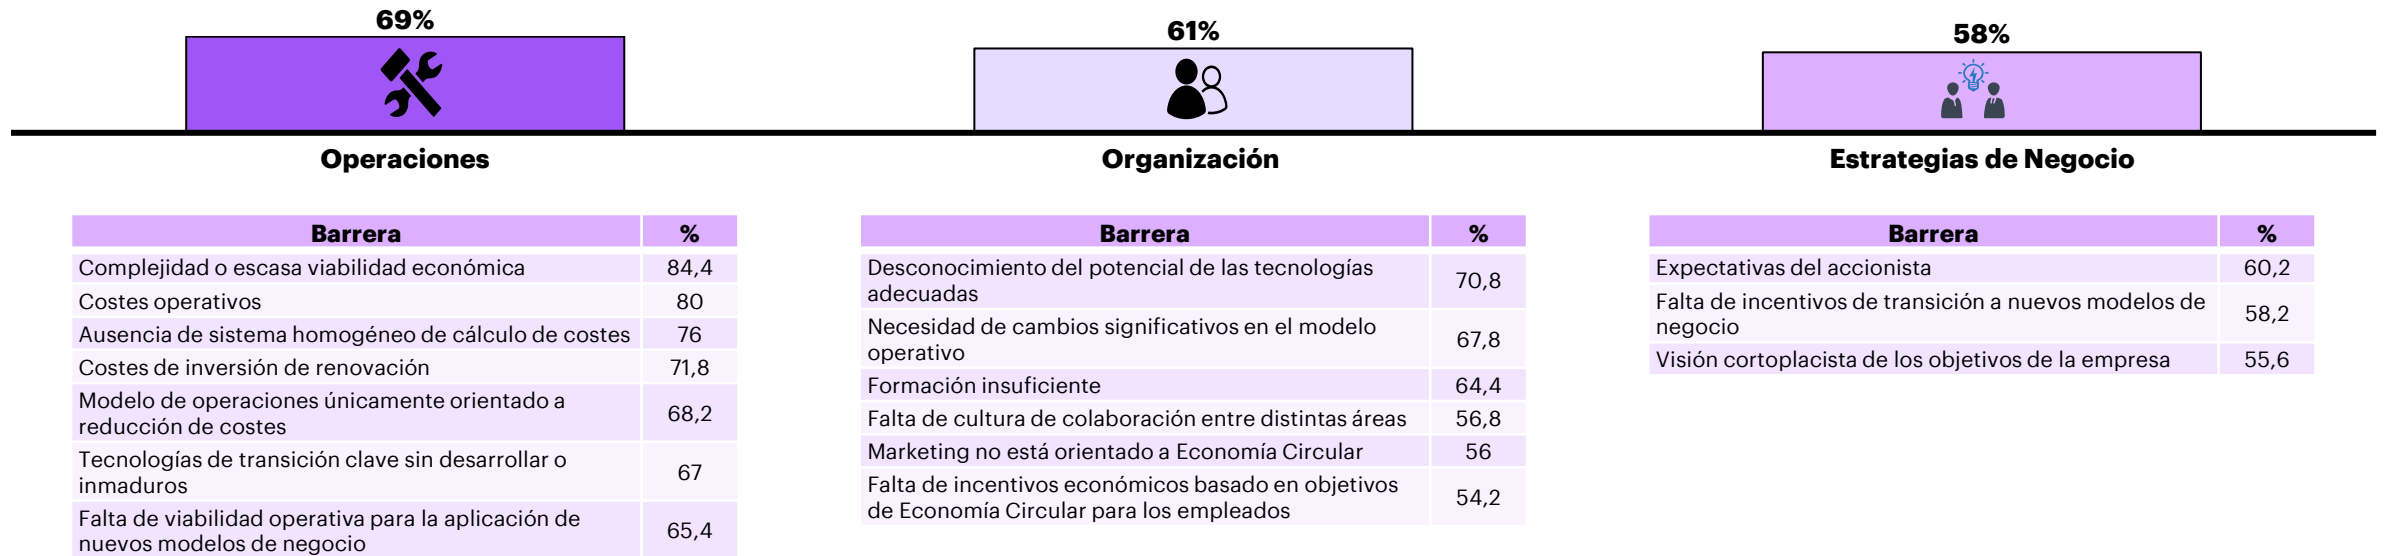 69%
61%
58%
Operaciones
Organización
Estrategias de Negocio
Barrera %
Complejidad o escasa viabilidad económica 84,4
Costes operativos 80
Ausencia de sistema homogéneo de cálculo de costes 76
Costes de inversión de renovación 71,8
Modelo de operaciones únicamente orientado a
reducción de costes 68,2
Tecnologías de transición clave sin desarrollar o
inmaduros 67
Falta de viabilidad operativa para la aplicación de
nuevos modelos de negocio 65,4
Barrera %
Desconocimiento del potencial de las tecnologías
adecuadas 70,8
Necesidad de cambios significativos en el modelo
operativo 67,8
Formación insuficiente 64,4
Falta de cultura de colaboración entre distintas áreas 56,8
Marketing no está orientado a Economía Circular 56
Falta de incentivos económicos basado en objetivos
de Economía Circular para los empleados 54,2
Barrera %
Expectativas del accionista 60,2
Falta de incentivos de transición a nuevos modelos de
negocio 58,2
Visión cortoplacista de los objetivos de la empresa 55,6